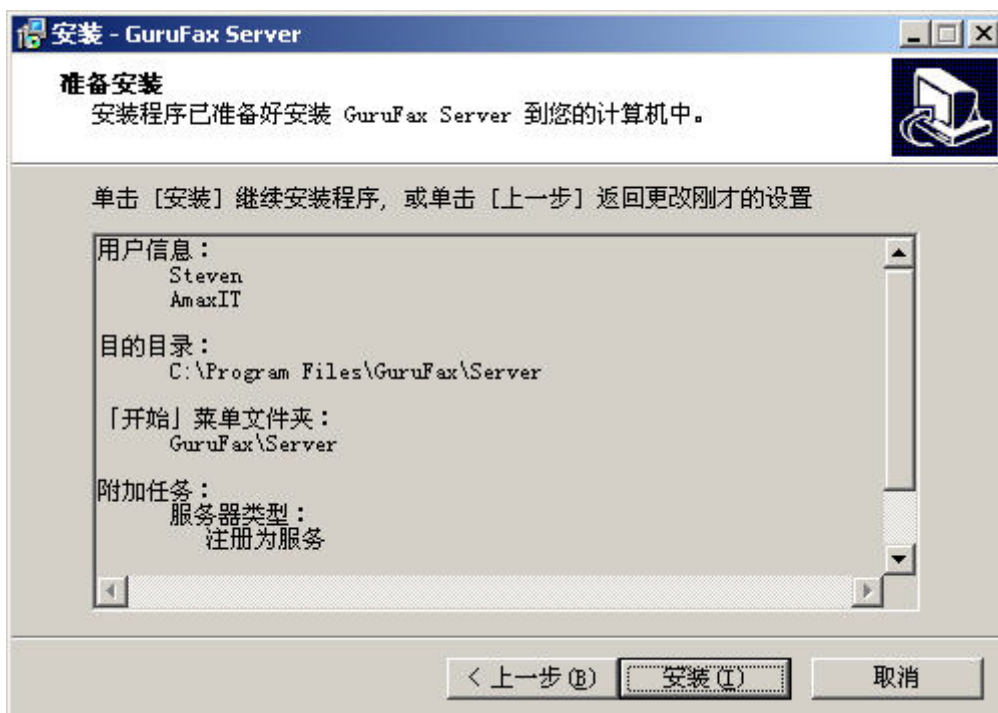 安装 - GuruFax Server
准备安装
安装程序已准备好安装 GuruFax Server 到您的计算机中。
单击 [安装] 继续安装程序, 或单击 [上一步] 返回更改刚才的设置
用户信息：
Steven
AmaxIT
目的目录：
C:\Program Files\GuruFax\Server
「开始」菜单文件夹：
GuruFax\Server
附加任务：
服务器类型：
注册为服务
< 上一步(B)
安装(I)
取消